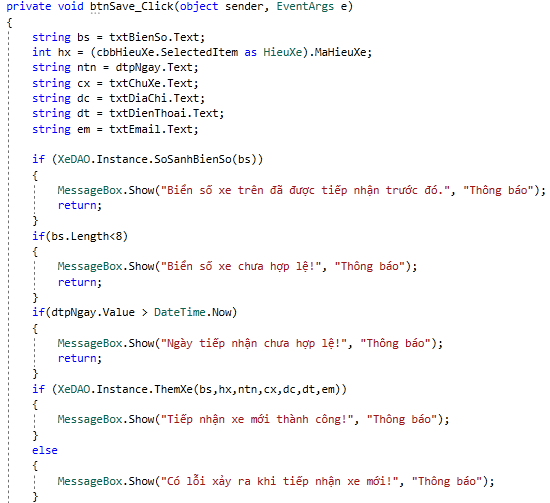 private void btnSave_Click(object sender, EventArgs e)
{
string bs = txtBienSo.Text;
int hx = (cbbHieuXe.SelectedItem as HieuXe).MaHieuXe;
string ntn = dtpNgay.Text;
string cx = txtChuXe.Text;
string dc = txtDiaChi.Text;
string dt = txtDienThoai.Text;
string em = txtEmail.Text;
if (XeDAO.Instance.SoSanhBienSo(bs))
{
MessageBox.Show("Biển số xe trên đã được tiếp nhận trước đó.", "Thông báo");
return;
}
if(bs.Length<8)
{
MessageBox.Show("Biển số xe chưa hợp lệ!", "Thông báo");
return;
}
if(dtpNgay.Value > DateTime.Now)
{
MessageBox.Show("Ngày tiếp nhận chưa hợp lệ!", "Thông báo");
return;
}
if (XeDAO.Instance.ThemXe(bs,hx,ntn,cx,dc,dt,em))
{
MessageBox.Show("Tiếp nhận xe mới thành công!", "Thông báo");
}
else
{
MessageBox.Show("Có lỗi xảy ra khi tiếp nhận xe mới!", "Thông báo");
}